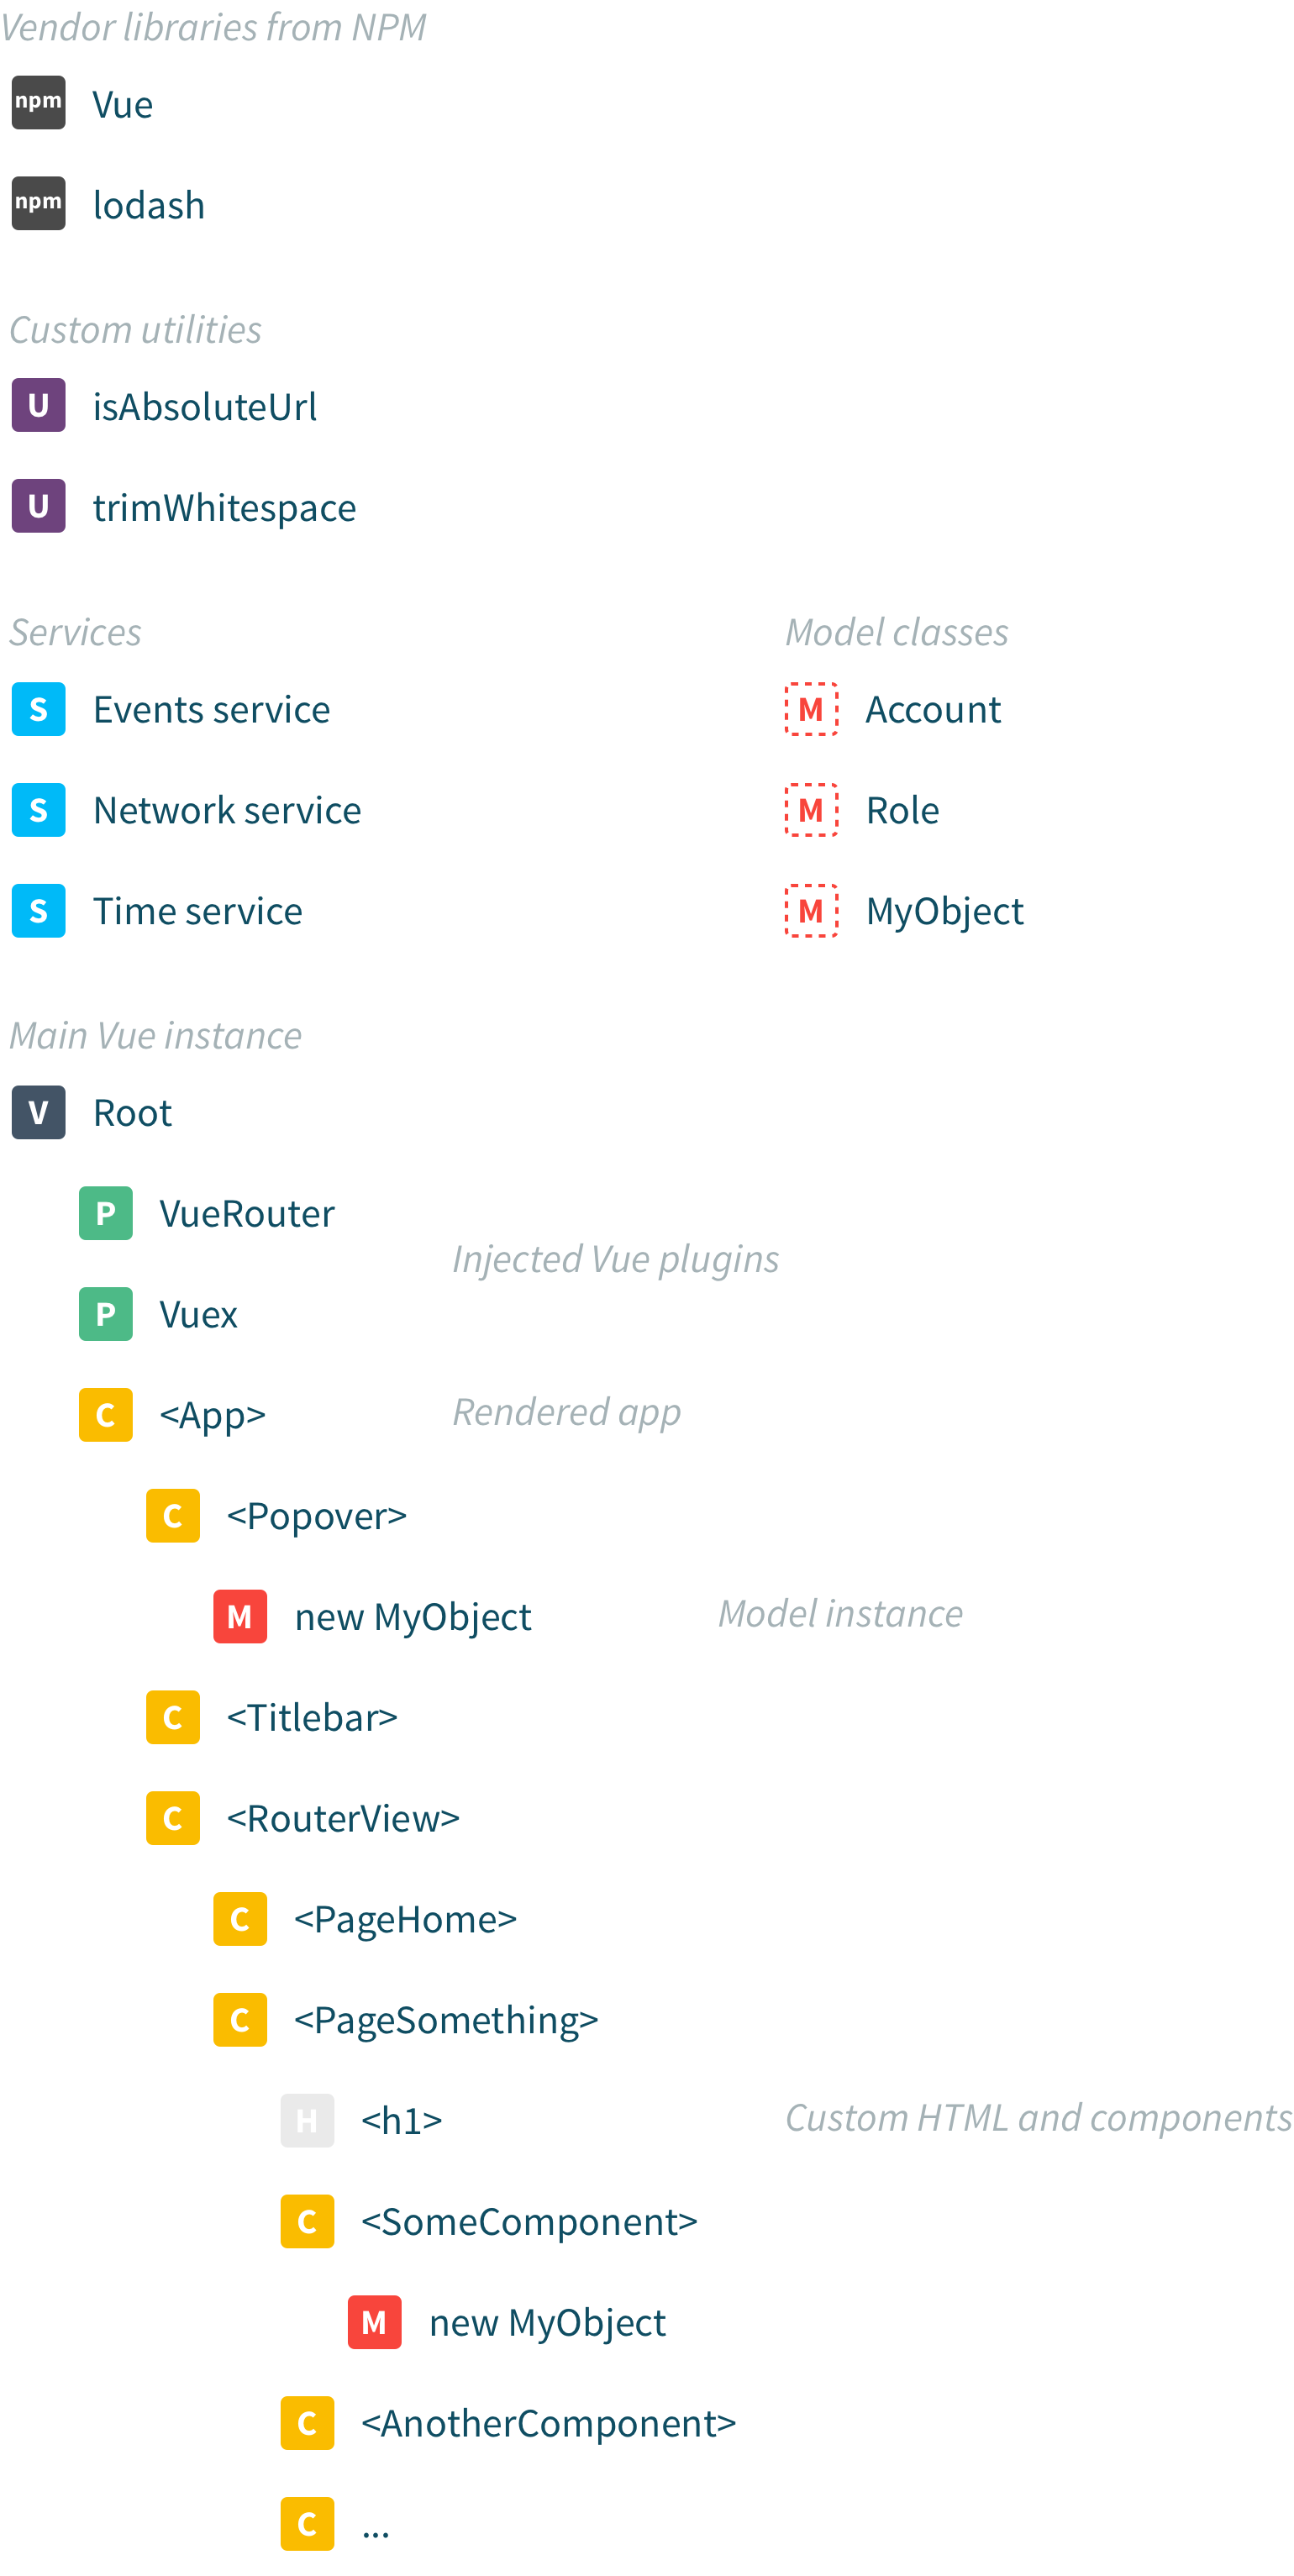 Vendor libraries from NPM
npm Vue
npm lodash
Custom utilities
U isAbsoluteUrl
U trimWhitespace
Services
S Events service
S Network service
S Time service
Model classes
M Account
M Role
M MyObject
Main Vue instance
V Root
P VueRouter
Injected Vue plugins
P Vuex
C <App> Rendered app
C <Popover>
M new MyObject Model instance
C <Titlebar>
C <RouterView>
C <PageHome>
C <PageSomething>
H <h1> Custom HTML and components
C <SomeComponent>
M new MyObject
C <AnotherComponent>
C ...